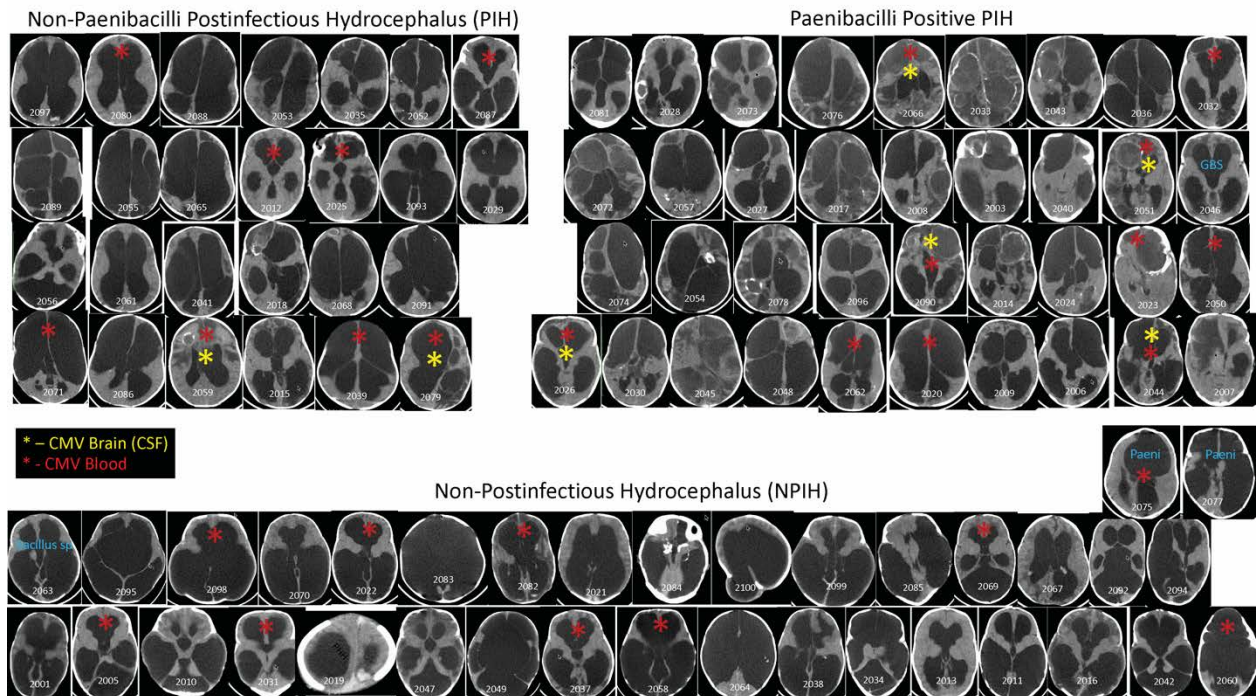 Non-Paenibacilli Postinfectious Hydrocephalus (PIH)
Paenibacilli Positive PIH
2097 2080 2088 2053 2035 2052 2087
2081 2028 2073 2076 2066 2033 2043 2036 2032
2089 2055 2065 2012 2025 2093 2029
2072 2057 2027 2017 2008 2003 2040 2051 GBS 2046
2056 2061 2041 2018 2068 2091
2074 2054 2078 2096 2090 2014 2024 2023 2050
2071 2086 2059 2015 2039 2079
2026 2030 2045 2048 2062 2020 2009 2006 2044 2007
* – CMV Brain (CSF)
* - CMV Blood
Paeni 2075 Paeni 2077
Non-Postinfectious Hydrocephalus (NPIH)
Bacillus sp
2063 2095 2098 2070 2022 2083 2082 2021 2084 2100 2099 2085 2069 2067 2092 2094
2001 2005 2010 2031 2019 2047 2049 2037 2058 2064 2038 2034 2013 2011 2016 2042 2060